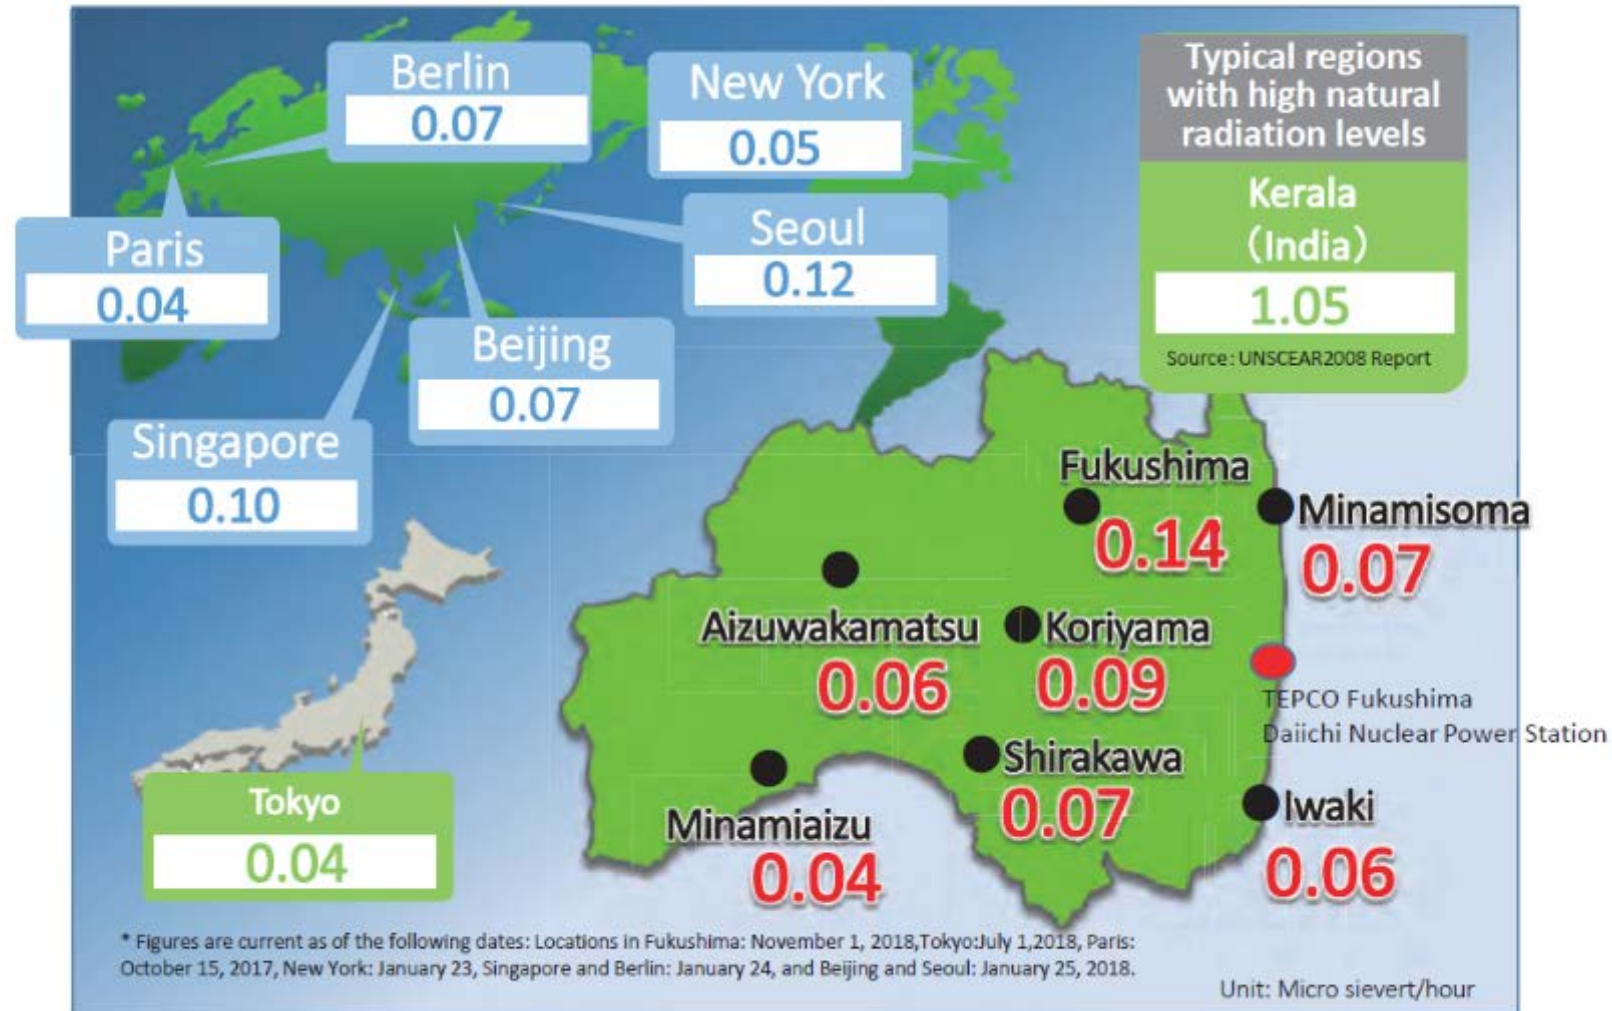 Berlin
0.07
New York
0.05
Typical regions
with high natural
radiation levels
Kerala
(India)
1.05
Source: UNSCEAR2008 Report
Paris
0.04
Seoul
0.12
Beijing
0.07
Singapore
0.10
Fukushima
0.14
Minamisoma
0.07
Aizuwakamatsu
0.06
Koriyama
0.09
TEPCO Fukushima
Daiichi Nuclear Power Station
Shirakawa
0.07
Minamiaizu
0.04
Iwaki
0.06
Tokyo
0.04
* Figures are current as of the following dates: Locations in Fukushima: November 1, 2018,Tokyo:July 1,2018, Paris:
October 15, 2017, New York: January 23, Singapore and Berlin: January 24, and Beijing and Seoul: January 25, 2018.
Unit: Micro sievert/hour